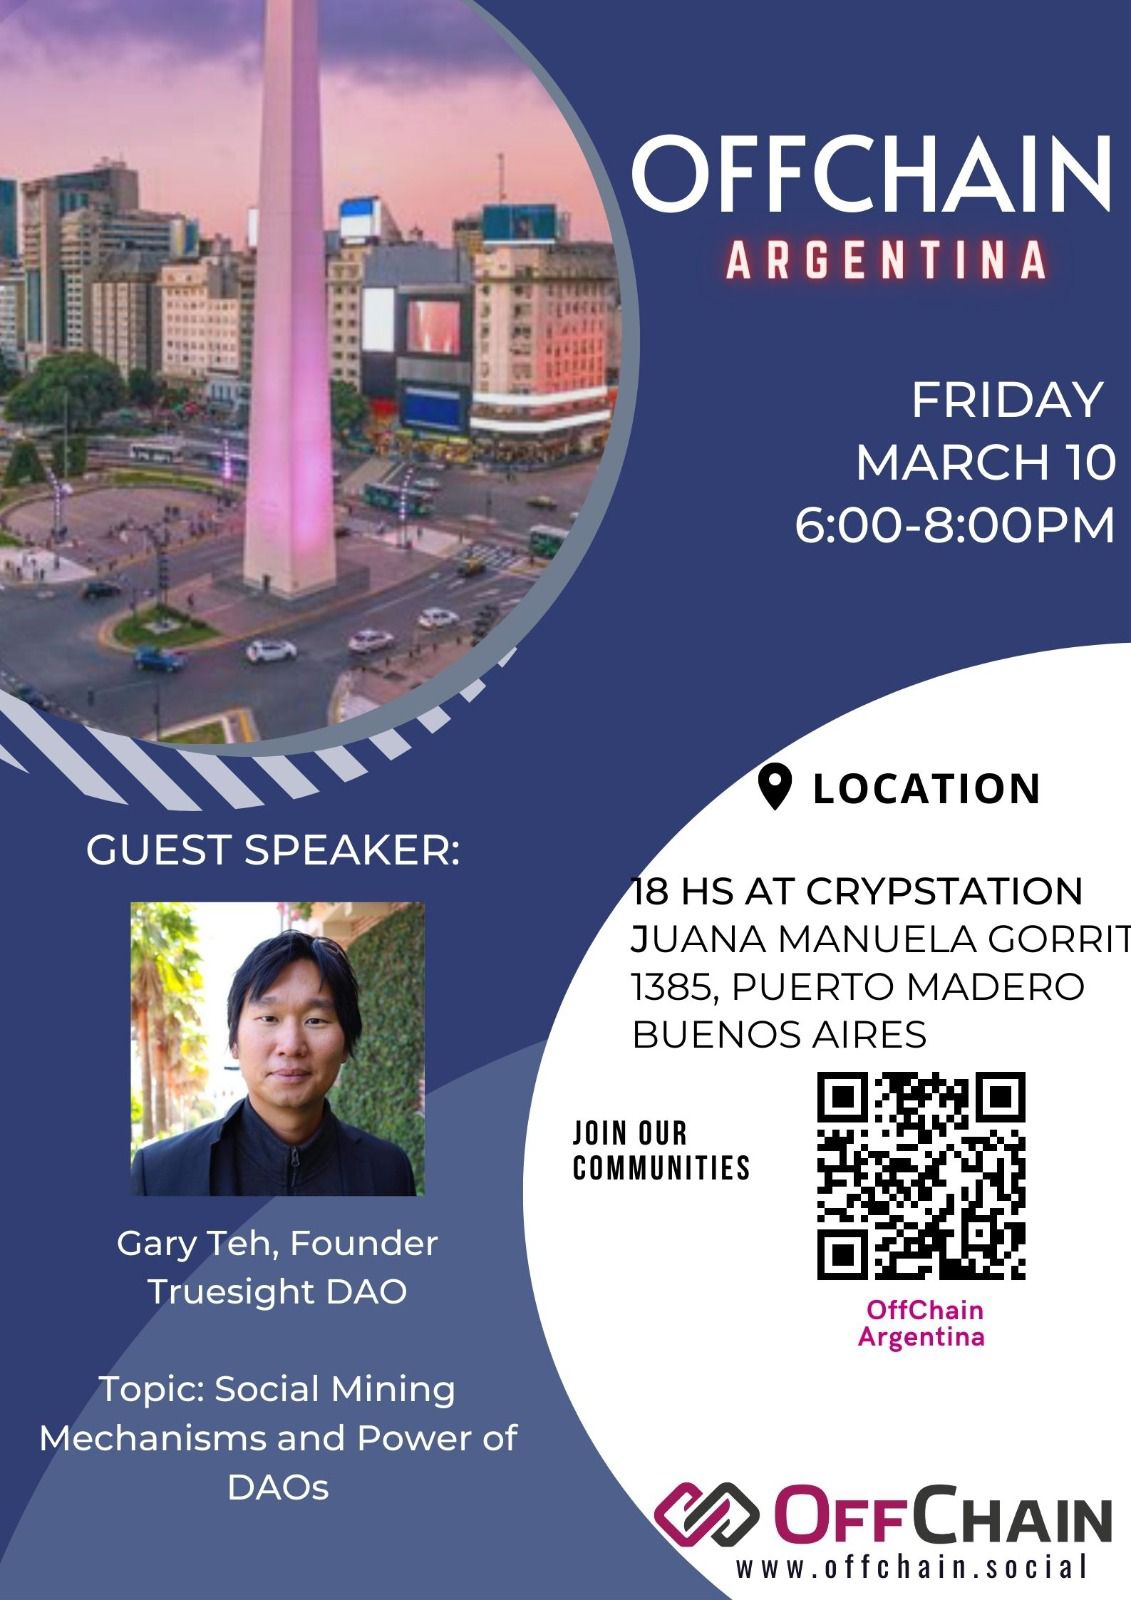 OFFCHAIN
ARGENTINA
FRIDAY
MARCH 10
6:00-8:00PM
LOCATION
18 HS AT CRYPSTATION
JUANA MANUELA GORRIT
1385, PUERTO MADERO
BUENOS AIRES
JOIN OUR
COMMUNITIES
OffChain
Argentina
GUEST SPEAKER:
Gary Teh, Founder
Truesight DAO
Topic: Social Mining
Mechanisms and Power of
DAOs
OFFCHAIN
www.offchain.social